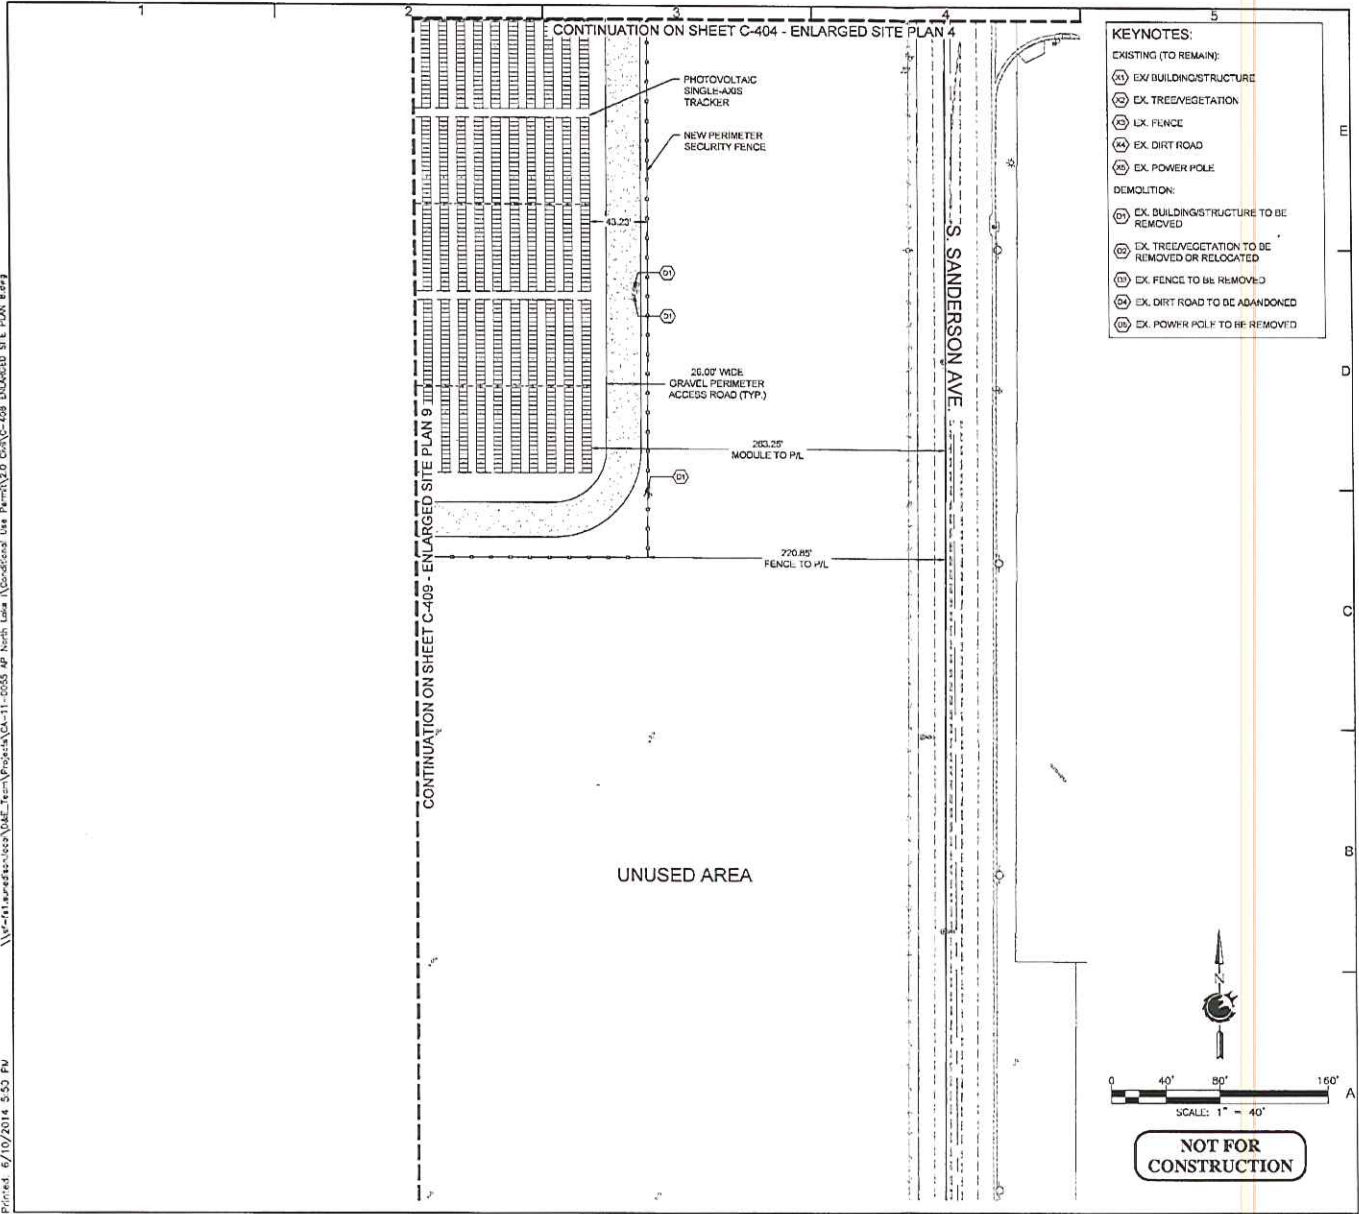 1
2
3
4
5
CONTINUATION ON SHEET C-404 - ENLARGED SITE PLAN 4
PHOTOVOLTAIC
SINGLE-AXIS
TRACKER
NEW PERIMETER
SECURITY FENCE
43.23'
D1
D1
26.00' WIDE
GRAVEL PERIMETER
ACCESS ROAD (TYP.)
263.25'
MODULE TO P/L
D1
220.85'
FENCE TO P/L
S. SANDERSON AVE.
CONTINUATION ON SHEET C-409 - ENLARGED SITE PLAN 9
UNUSED AREA
KEYNOTES:
EXISTING (TO REMAIN):
X1 EX/ BUILDING/STRUCTURE
X2 EX. TREE/VEGETATION
X3 EX. FENCE
X4 EX. DIRT ROAD
X5 EX. POWER POLE
DEMOLITION:
D1 EX. BUILDING/STRUCTURE TO BE
REMOVED
D2 EX. TREE/VEGETATION TO BE
REMOVED OR RELOCATED
D3 EX. FENCE TO BE REMOVED
D4 EX. DIRT ROAD TO BE ABANDONED
D5 EX. POWER POLE TO BE REMOVED
E
D
C
B
A
N
0 40' 80' 160'
SCALE: 1" = 40'
NOT FOR
CONSTRUCTION
Printed: 6/10/2014 5:53 PM